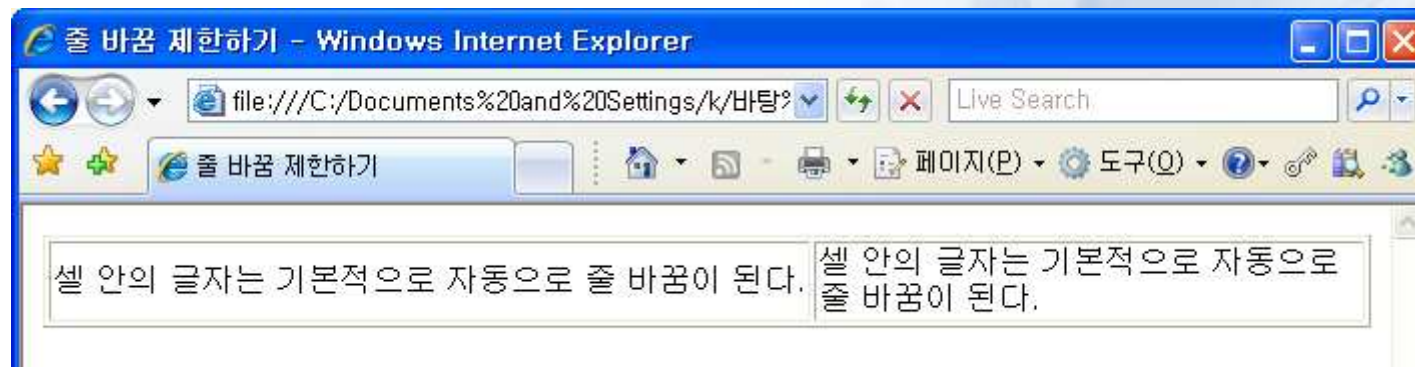 줄 바꿈 제한하기 - Windows Internet Explorer
file:///C:/Documents%20and%20Settings/k/바탕%
Live Search
줄 바꿈 제한하기
페이지(P)
도구(O)
셀 안의 글자는 기본적으로 자동으로 줄 바꿈이 된다.
셀 안의 글자는 기본적으로 자동으로
줄 바꿈이 된다.